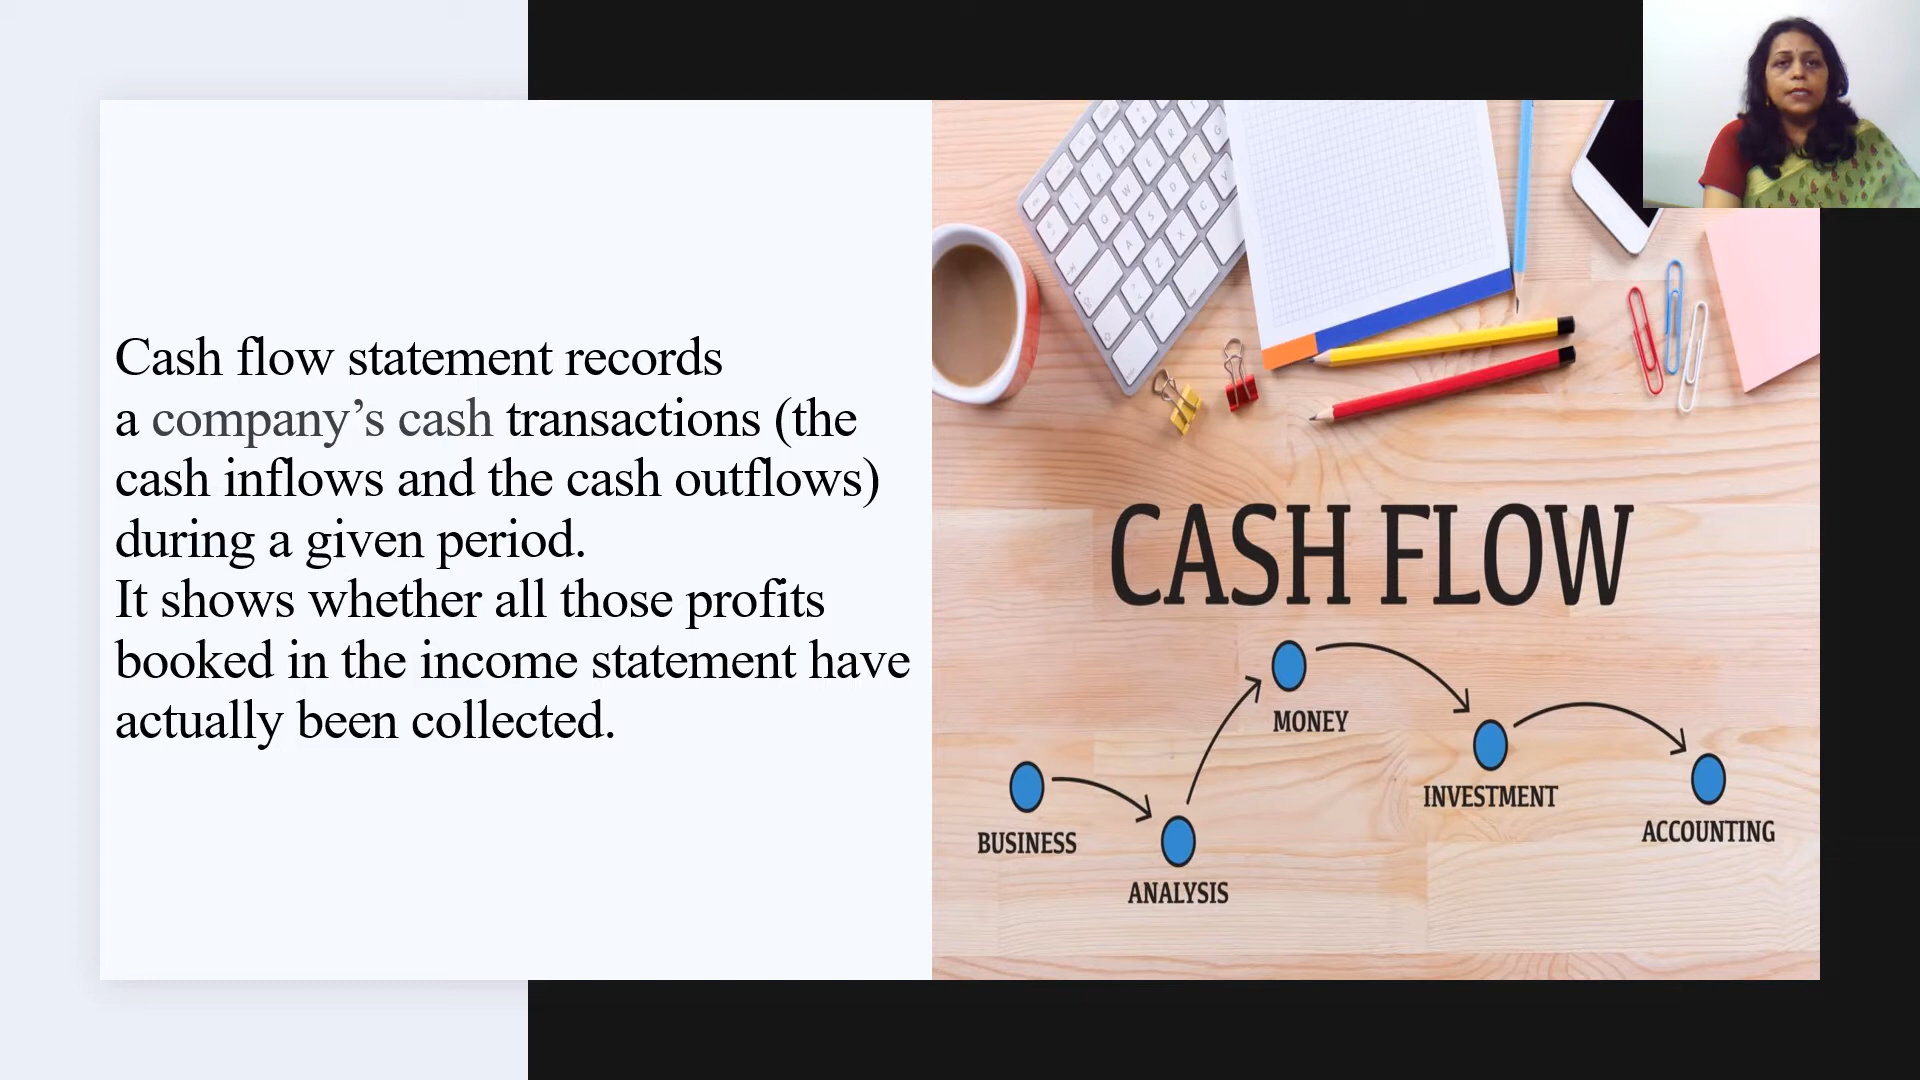 Cash flow statement records
a company’s cash transactions (the
cash inflows and the cash outflows)
during a given period.
It shows whether all those profits
booked in the income statement have
actually been collected.
CASH FLOW
MONEY
INVESTMENT
BUSINESS
ACCOUNTING
ANALYSIS